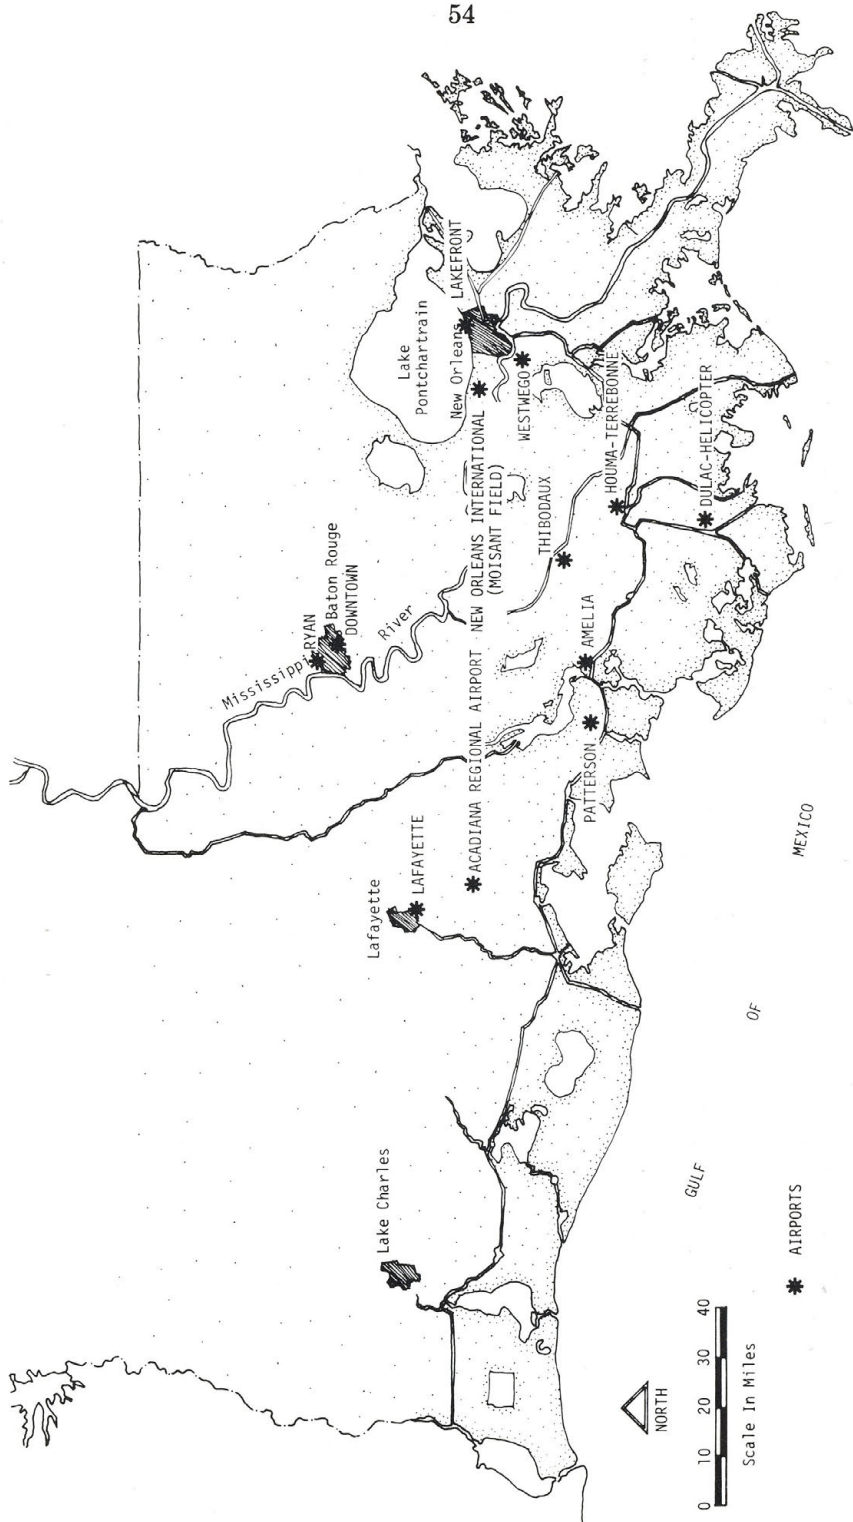 54
Lake
Pontchartrain
New Orleans
LAKEFRONT
NEW ORLEANS INTERNATIONAL
(MOISANT FIELD)
WESTWEGO
HOUMA-TERREBONNE
DULAC-HELICOPTER
THIBODAUX
RYAN
Baton Rouge
DOWNTOWN
Mississippi
River
AMELIA
PATTERSON
ACADIANA REGIONAL AIRPORT
Lafayette
LAFAYETTE
Lake Charles
GULF
OF
MEXICO
AIRPORTS
NORTH
0 10 20 30 40
Scale In Miles